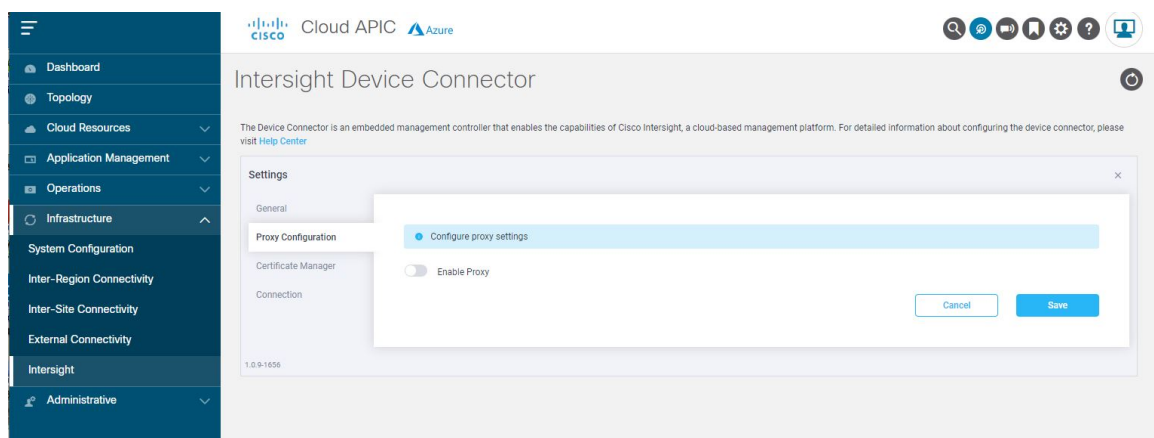 CISCO
Cloud APIC
Azure
Dashboard
Topology
Cloud Resources
Application Management
Operations
Infrastructure
System Configuration
Inter-Region Connectivity
Inter-Site Connectivity
External Connectivity
Intersight
Administrative
Intersight Device Connector
The Device Connector is an embedded management controller that enables the capabilities of Cisco Intersight, a cloud-based management platform. For detailed information about configuring the device connector, please
visit Help Center
Settings
General
Proxy Configuration
Certificate Manager
Connection
Configure proxy settings
Enable Proxy
Cancel
Save
1.0.9-1656